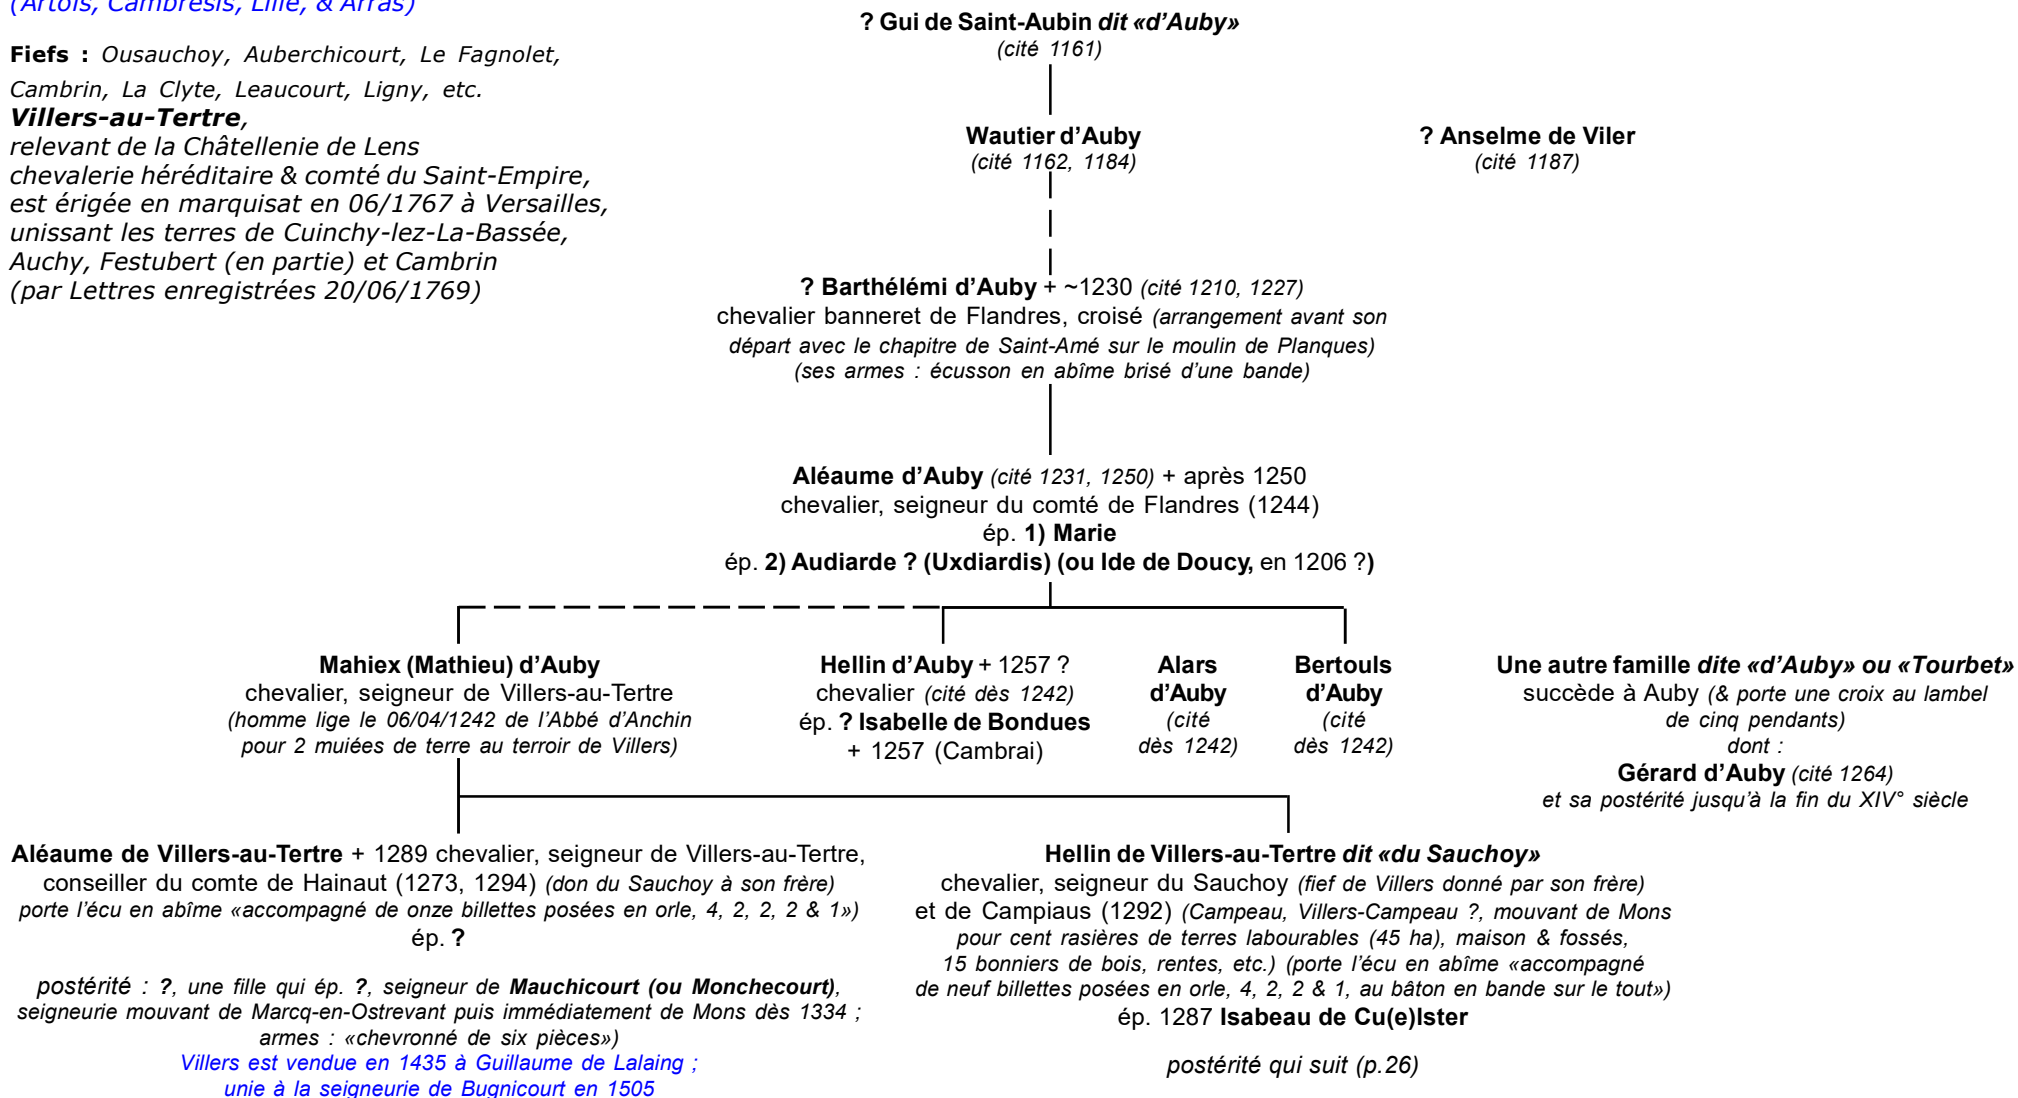 (Artois, Cambrésis, Lille, & Arras)
Fiefs : Ousauchoy, Auberchicourt, Le Fagnolet,
Cambrin, La Clyte, Leaucourt, Ligny, etc.
Villers-au-Tertre,
relevant de la Châtellenie de Lens
chevalerie héréditaire & comté du Saint-Empire,
est érigée en marquisat en 06/1767 à Versailles,
unissant les terres de Cuinchy-lez-La-Bassée,
Auchy, Festubert (en partie) et Cambrin
(par Lettres enregistrées 20/06/1769)
? Gui de Saint-Aubin dit «d’Auby»
(cité 1161)
Wautier d’Auby
(cité 1162, 1184)
? Anselme de Viler
(cité 1187)
? Barthélémi d’Auby + ~1230 (cité 1210, 1227)
chevalier banneret de Flandres, croisé (arrangement avant son
départ avec le chapitre de Saint-Amé sur le moulin de Planques)
(ses armes : écusson en abîme brisé d’une bande)
Aléaume d’Auby (cité 1231, 1250) + après 1250
chevalier, seigneur du comté de Flandres (1244)
ép. 1) Marie
ép. 2) Audiarde ? (Uxdiardis) (ou Ide de Doucy, en 1206 ?)
Mahiex (Mathieu) d’Auby
chevalier, seigneur de Villers-au-Tertre
(homme lige le 06/04/1242 de l’Abbé d’Anchin
pour 2 muiées de terre au terroir de Villers)
Hellin d’Auby + 1257 ?
chevalier (cité dès 1242)
ép. ? Isabelle de Bondues
+ 1257 (Cambrai)
Alars
d’Auby
(cité
dès 1242)
Bertouls
d’Auby
(cité
dès 1242)
Une autre famille dite «d’Auby» ou «Tourbet»
succède à Auby (& porte une croix au lambel
de cinq pendants)
dont :
Gérard d’Auby (cité 1264)
et sa postérité jusqu’à la fin du XIV° siècle
Aléaume de Villers-au-Tertre + 1289 chevalier, seigneur de Villers-au-Tertre,
conseiller du comte de Hainaut (1273, 1294) (don du Sauchoy à son frère)
porte l’écu en abîme «accompagné de onze billettes posées en orle, 4, 2, 2, 2 & 1»)
ép. ?
postérité : ?, une fille qui ép. ?, seigneur de Mauchicourt (ou Monchecourt),
seigneurie mouvant de Marcq-en-Ostrevant puis immédiatement de Mons dès 1334 ;
armes : «chevronné de six pièces»)
Villers est vendue en 1435 à Guillaume de Lalaing ;
unie à la seigneurie de Bugnicourt en 1505
Hellin de Villers-au-Tertre dit «du Sauchoy»
chevalier, seigneur du Sauchoy (fief de Villers donné par son frère)
et de Campiaus (1292) (Campeau, Villers-Campeau ?, mouvant de Mons
pour cent rasières de terres labourables (45 ha), maison & fossés,
15 bonniers de bois, rentes, etc.) (porte l’écu en abîme «accompagné
de neuf billettes posées en orle, 4, 2, 2 & 1, au bâton en bande sur le tout»)
ép. 1287 Isabeau de Cu(e)lster
postérité qui suit (p.26)